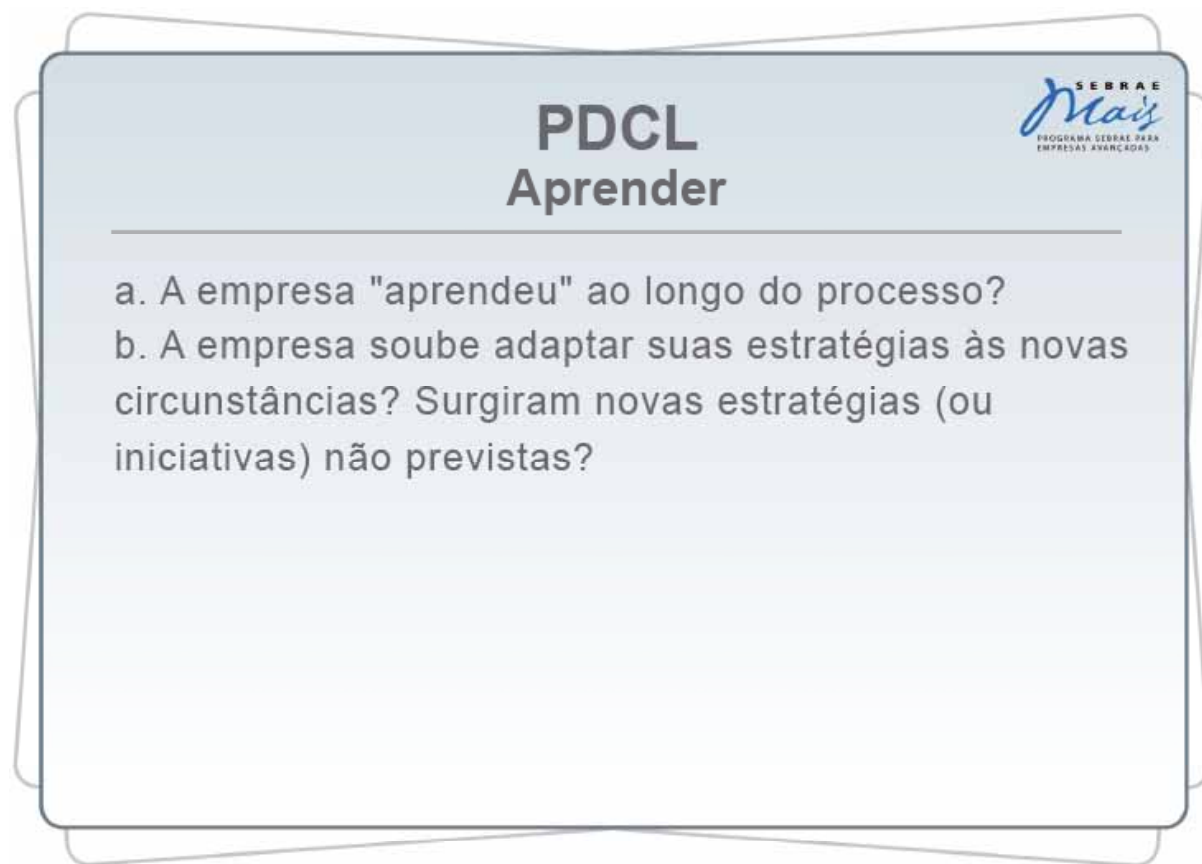 SEBRAE
Mais
PROGRAMA SEBRAE PARA
EMPRESAS AVANÇADAS
PDCL
Aprender
a. A empresa "aprendeu" ao longo do processo?
b. A empresa soube adaptar suas estratégias às novas
circunstâncias? Surgiram novas estratégias (ou
iniciativas) não previstas?